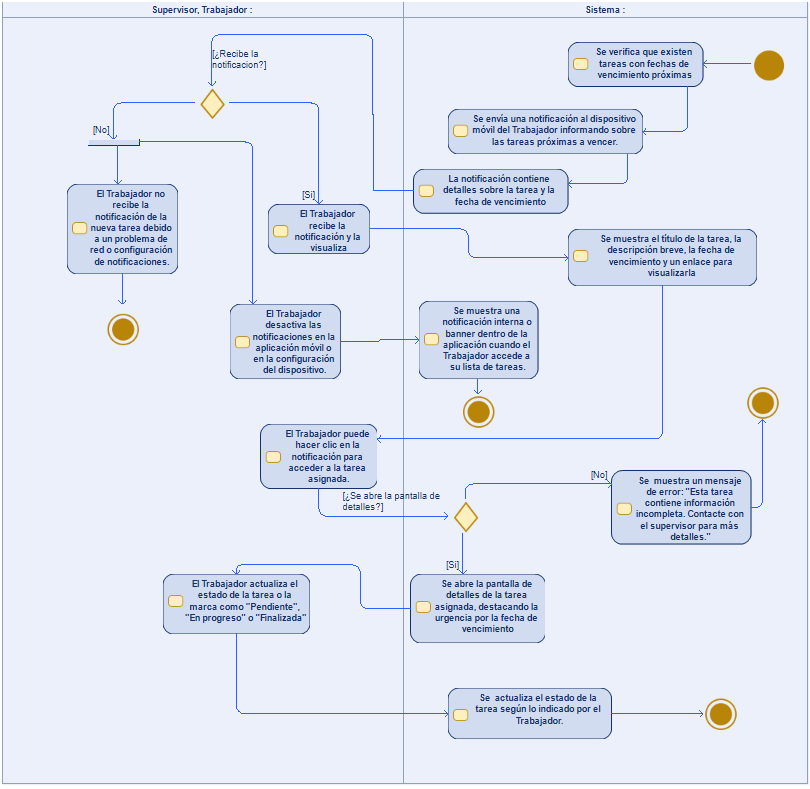 Supervisor, Trabajador :
Sistema :
[¿Recibe la
notificacion?]
Se verifica que existen
tareas con fechas de
vencimiento próximas
Se envía una notificación al dispositivo
móvil del Trabajador informando sobre
las tareas próximas a vencer.
[No]
La notificación contiene
detalles sobre la tarea y la
fecha de vencimiento
[Si]
El Trabajador no
recibe la
notificación de la
nueva tarea debido
a un problema de
red o configuración
de notificaciones.
El Trabajador
recibe la
notificación y la
visualiza
Se muestra el título de la tarea, la
descripción breve, la fecha de
vencimiento y un enlace para
visualizarla
El Trabajador
desactiva las
notificaciones en la
aplicación móvil o
en la configuración
del dispositivo.
Se muestra una
notificación interna o
banner dentro de la
aplicación cuando el
Trabajador accede a
su lista de tareas.
El Trabajador puede
hacer clic en la
notificación para
acceder a la tarea
asignada.
[¿Se abre la pantalla de
detalles?]
[No]
Se muestra un mensaje
de error: "Esta tarea
contiene información
incompleta. Contacte con
el supervisor para más
detalles."
[Si]
Se abre la pantalla de
detalles de la tarea
asignada, destacando la
urgencia por la fecha de
vencimiento
El Trabajador actualiza el
estado de la tarea o la
marca como "Pendiente",
"En progreso" o "Finalizada"
Se actualiza el estado de la
tarea según lo indicado por el
Trabajador.